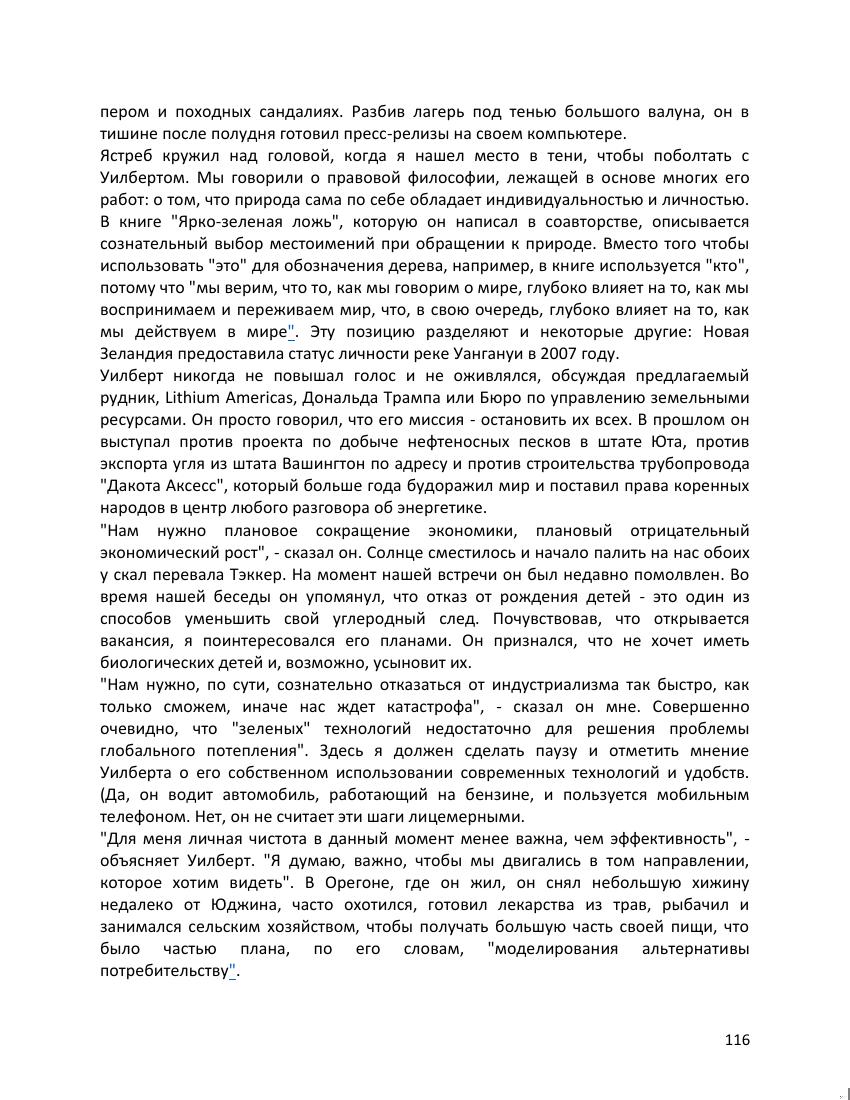 пером и походных сандалиях. Разбив лагерь под тенью большого валуна, он в
тишине после полудня готовил пресс-релизы на своем компьютере.
Ястреб кружил над головой, когда я нашел место в тени, чтобы поболтать с
Уилбертом. Мы говорили о правовой философии, лежащей в основе многих его
работ: о том, что природа сама по себе обладает индивидуальностью и личностью.
В книге "Ярко-зеленая ложь", которую он написал в соавторстве, описывается
сознательный выбор местоимений при обращении к природе. Вместо того чтобы
использовать "это" для обозначения дерева, например, в книге используется "кто",
потому что "мы верим, что то, как мы говорим о мире, глубоко влияет на то, как мы
воспринимаем и переживаем мир, что, в свою очередь, глубоко влияет на то, как
мы действуем в мире". Эту позицию разделяют и некоторые другие: Новая
Зеландия предоставила статус личности реке Уангануи в 2007 году.
Уилберт никогда не повышал голос и не оживлялся, обсуждая предлагаемый
рудник, Lithium Americas, Дональда Трампа или Бюро по управлению земельными
ресурсами. Он просто говорил, что его миссия - остановить их всех. В прошлом он
выступал против проекта по добыче нефтеносных песков в штате Юта, против
экспорта угля из штата Вашингтон по адресу и против строительства трубопровода
"Дакота Аксесс", который больше года будоражил мир и поставил права коренных
народов в центр любого разговора об энергетике.
"Нам нужно плановое сокращение экономики, плановый отрицательный
экономический рост", - сказал он. Солнце сместилось и начало палить на нас обоих
у скал перевала Тэккер. На момент нашей встречи он был недавно помолвлен. Во
время нашей беседы он упомянул, что отказ от рождения детей - это один из
способов уменьшить свой углеродный след. Почувствовав, что открывается
вакансия, я поинтересовался его планами. Он признался, что не хочет иметь
биологических детей и, возможно, усыновит их.
"Нам нужно, по сути, сознательно отказаться от индустриализма так быстро, как
только сможем, иначе нас ждет катастрофа", - сказал он мне. Совершенно
очевидно, что "зеленых" технологий недостаточно для решения проблемы
глобального потепления". Здесь я должен сделать паузу и отметить мнение
Уилберта о его собственном использовании современных технологий и удобств.
(Да, он водит автомобиль, работающий на бензине, и пользуется мобильным
телефоном. Нет, он не считает эти шаги лицемерными.
"Для меня личная чистота в данный момент менее важна, чем эффективность", -
объясняет Уилберт. "Я думаю, важно, чтобы мы двигались в том направлении,
которое хотим видеть". В Орегоне, где он жил, он снял небольшую хижину
недалеко от Юджина, часто охотился, готовил лекарства из трав, рыбачил и
занимался сельским хозяйством, чтобы получать большую часть своей пищи, что
было частью плана, по его словам, "моделирования альтернативы
потребительству".
116